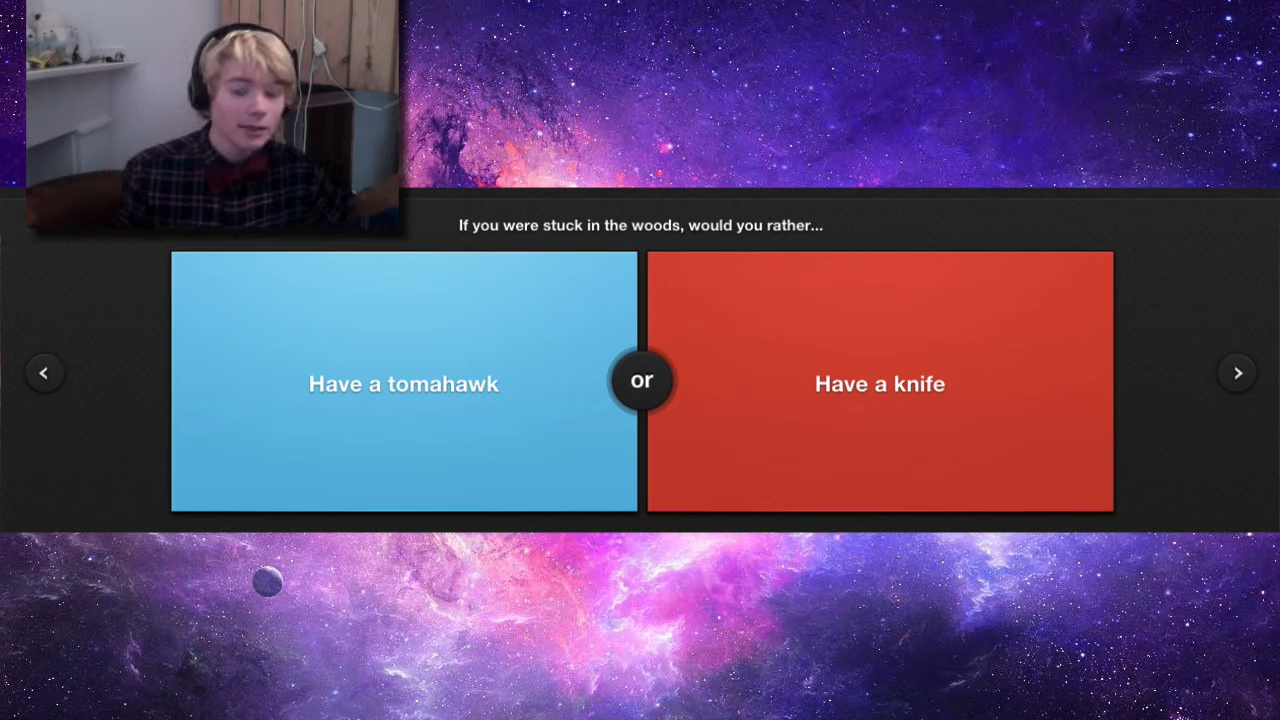 If you were stuck in the woods, would you rather...
Have a tomahawk
or
Have a knife